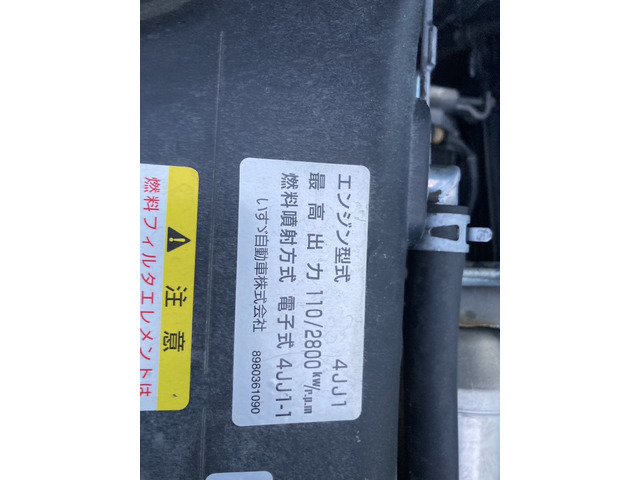 エンジン型式 4JJ1
最高出力 110/2800 kw/r.p.m
燃料噴射方式 電子式 4JJ1-1
いすゞ自動車株式会社 8980361090
注意
燃料フィルタエレメントは